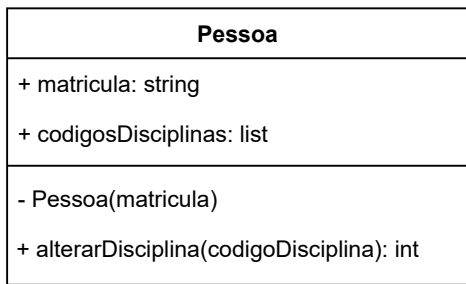 Pessoa
+ matricula: string
+ codigosDisciplinas: list
- Pessoa(matricula)
+ alterarDisciplina(codigoDisciplina): int